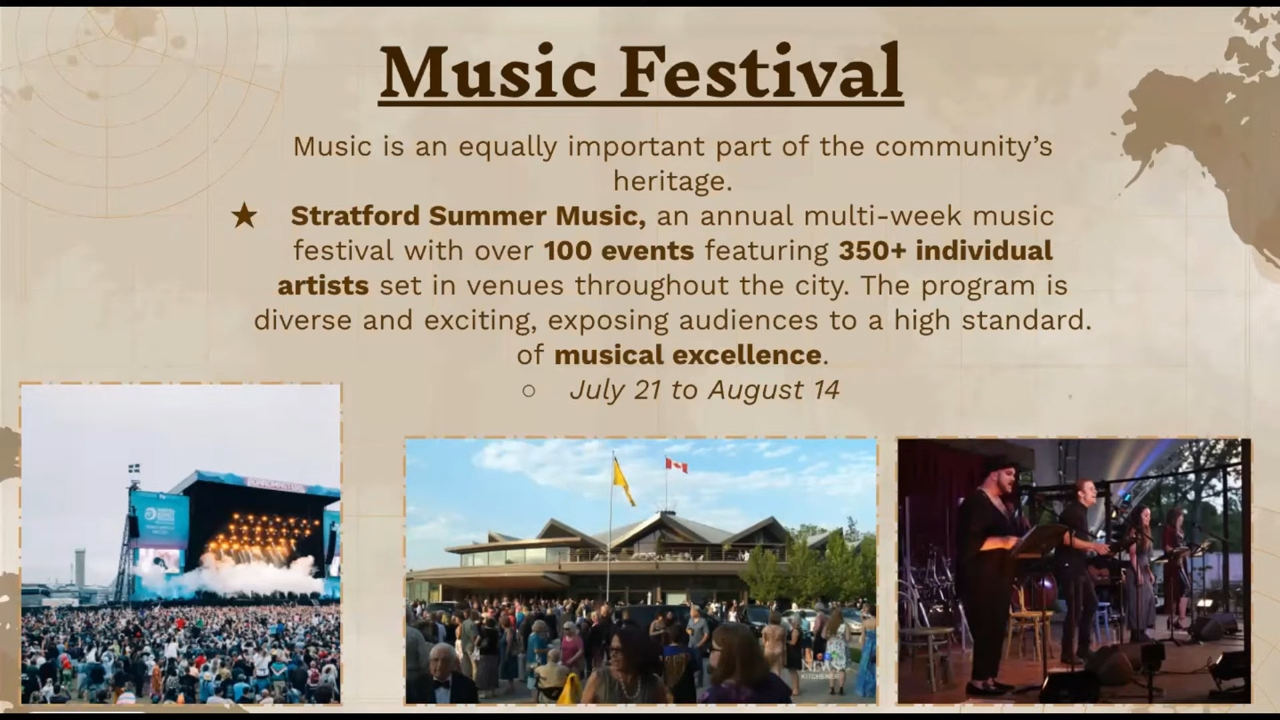 Music Festival
Music is an equally important part of the community’s
heritage.
★ Stratford Summer Music, an annual multi-week music
festival with over 100 events featuring 350+ individual
artists set in venues throughout the city. The program is
diverse and exciting, exposing audiences to a high standard.
of musical excellence.
○ July 21 to August 14
NEWS
KITCHENER